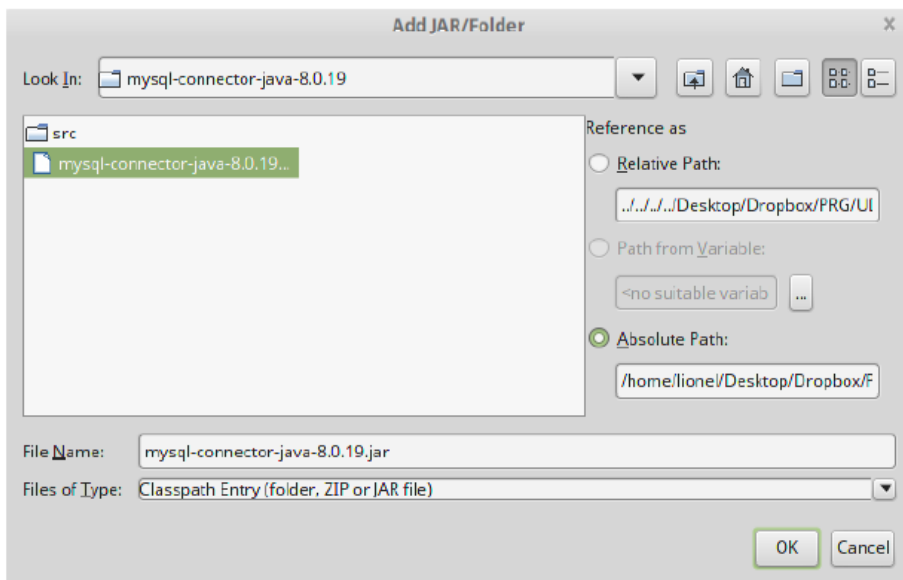 Add JAR/Folder
Look In: mysql-connector-java-8.0.19
src
mysql-connector-java-8.0.19...
Reference as
Relative Path:
../../../../Desktop/Dropbox/PRG/UD
Path from Variable:
<no suitable variab ...
Absolute Path:
/home/lionel/Desktop/Dropbox/P
File Name: mysql-connector-java-8.0.19.jar
Files of Type: Classpath Entry (folder, ZIP or JAR file)
OK Cancel